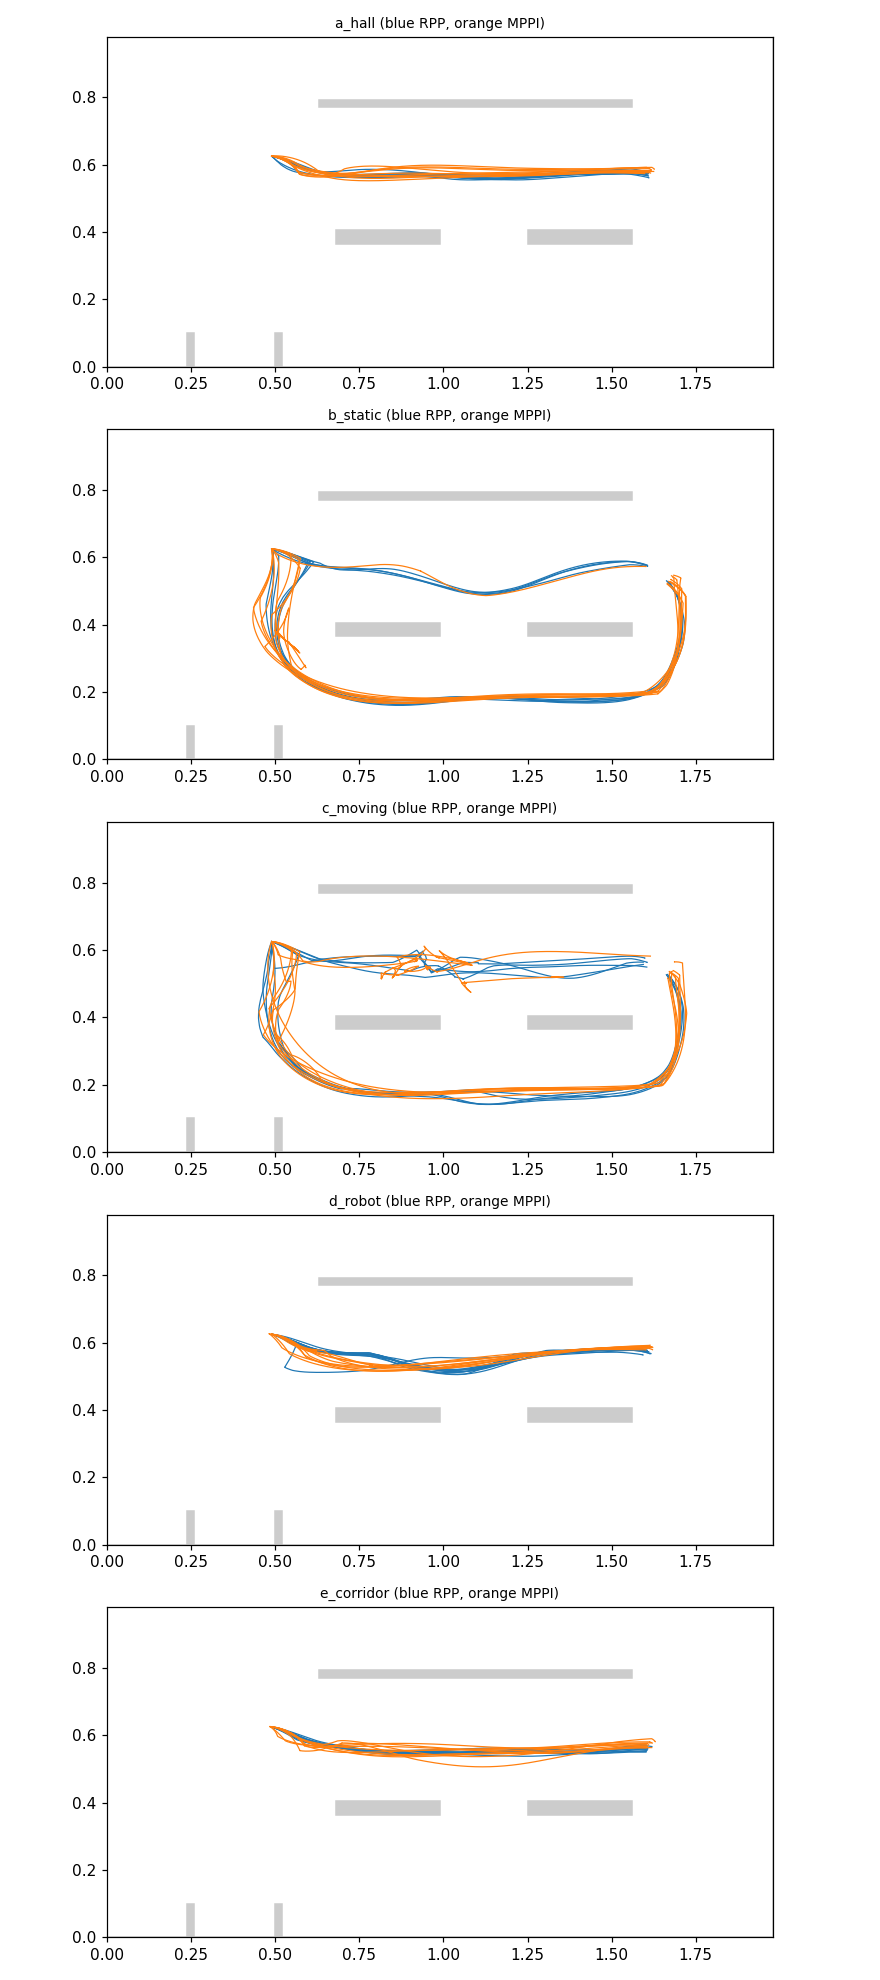 a_hall (blue RPP, orange MPPI)
0.8
0.6
0.4
0.2
0.0
0.00 0.25 0.50 0.75 1.00 1.25 1.50 1.75
b_static (blue RPP, orange MPPI)
0.8
0.6
0.4
0.2
0.0
0.00 0.25 0.50 0.75 1.00 1.25 1.50 1.75
c_moving (blue RPP, orange MPPI)
0.8
0.6
0.4
0.2
0.0
0.00 0.25 0.50 0.75 1.00 1.25 1.50 1.75
d_robot (blue RPP, orange MPPI)
0.8
0.6
0.4
0.2
0.0
0.00 0.25 0.50 0.75 1.00 1.25 1.50 1.75
e_corridor (blue RPP, orange MPPI)
0.8
0.6
0.4
0.2
0.0
0.00 0.25 0.50 0.75 1.00 1.25 1.50 1.75